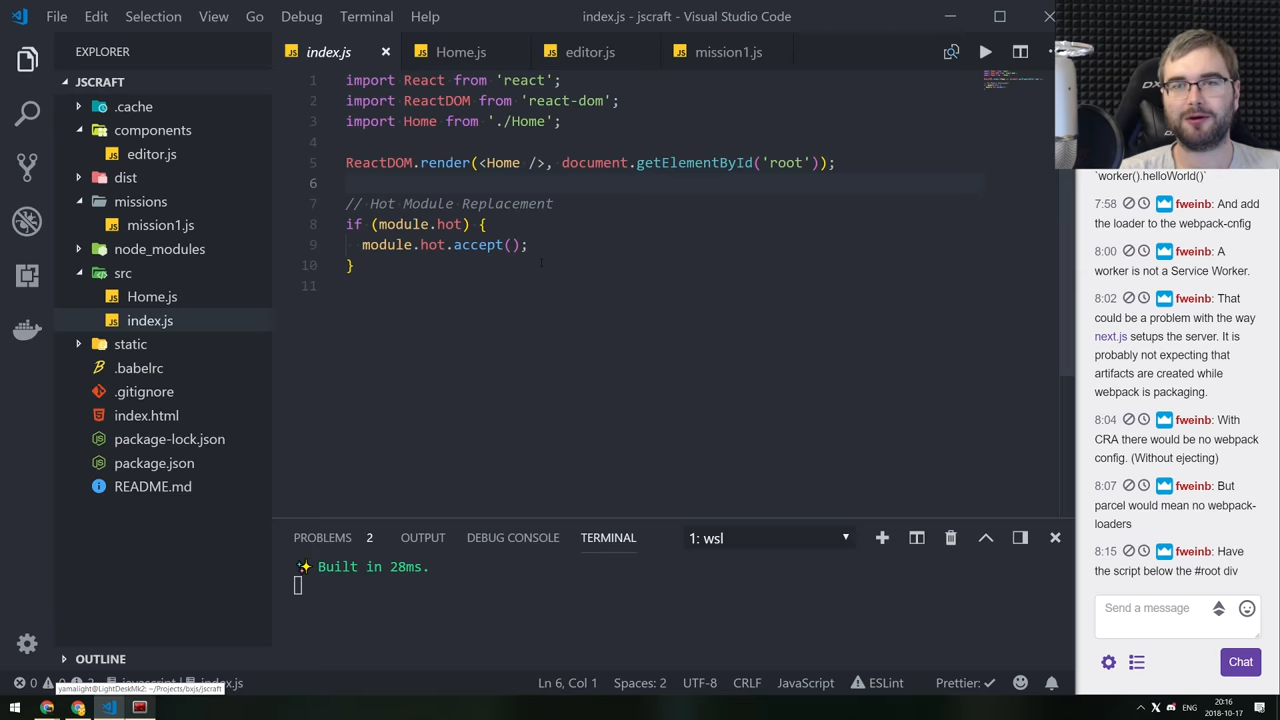 File Edit Selection View Go Debug Terminal Help
index.js - jscraft - Visual Studio Code
EXPLORER
JSCRAFT
.cache
components
editor.js
dist
missions
mission1.js
node_modules
src
Home.js
index.js
static
.babelrc
.gitignore
index.html
package-lock.json
package.json
README.md
OUTLINE
index.js Home.js editor.js mission1.js
1 import React from 'react';
2 import ReactDOM from 'react-dom';
3 import Home from './Home';
4
5 ReactDOM.render(<Home />, document.getElementById('root'));
6
7 // Hot Module Replacement
8 if (module.hot) {
9 module.hot.accept();
10 }
11
PROBLEMS 2 OUTPUT DEBUG CONSOLE TERMINAL 1: wsl
Built in 28ms.
`worker().helloWorld()`
7:58 fweinb: And add
the loader to the webpack-cnfig
8:00 fweinb: A
worker is not a Service Worker.
8:02 fweinb: That
could be a problem with the way
next.js setups the server. It is
probably not expecting that
artifacts are created while
webpack is packaging.
8:04 fweinb: With
CRA there would be no webpack
config. (Without ejecting)
8:07 fweinb: But
parcel would mean no webpack-
loaders
8:15 fweinb: Have
the script below the #root div
Send a message
Chat
index.js Ln 6, Col 1 Spaces: 2 UTF-8 CRLF JavaScript ESLint Prettier: ✓
yamalight@LightDeskMk2: ~/Projects/bxjs/jscraft
ENG
20:16
2018-10-17